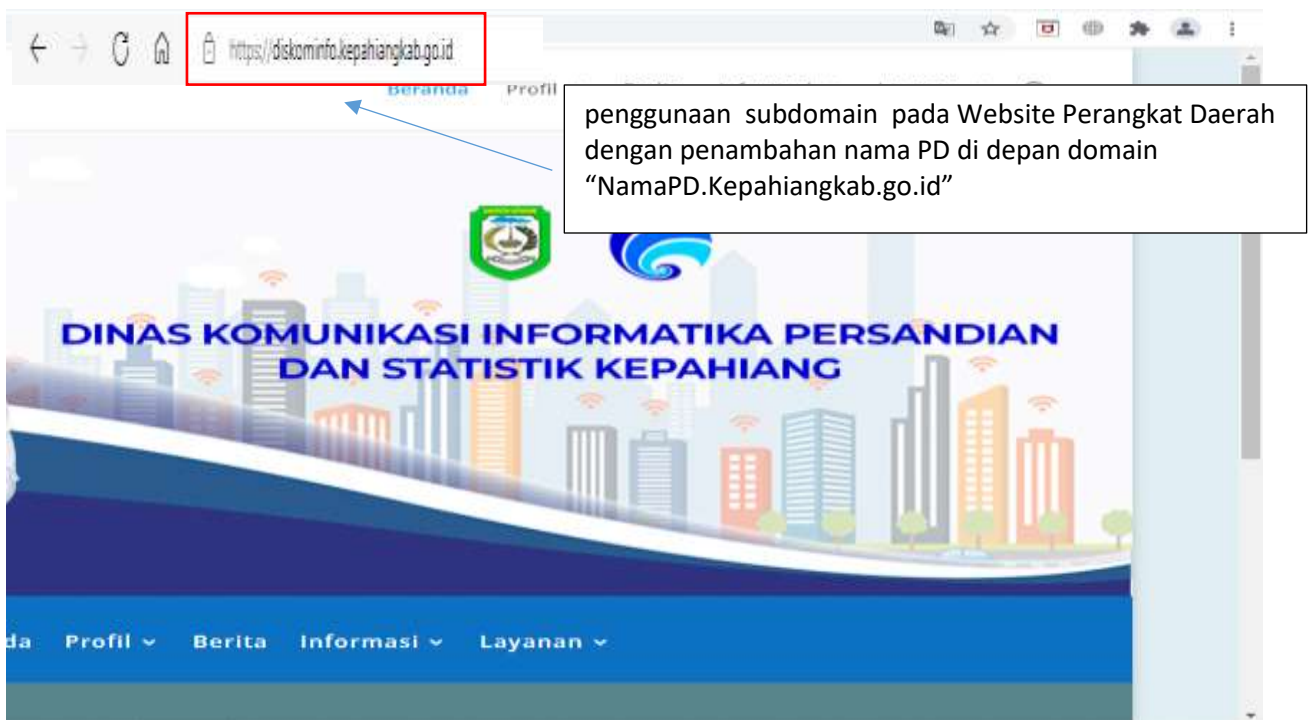 https://diskominfo.kepahiangkab.go.id
Beranda Profil
penggunaan subdomain pada Website Perangkat Daerah
dengan penambahan nama PD di depan domain
“NamaPD.Kepahiangkab.go.id”
DINAS KOMUNIKASI INFORMATIKA PERSANDIAN
DAN STATISTIK KEPAHIANG
da Profil Berita Informasi Layanan